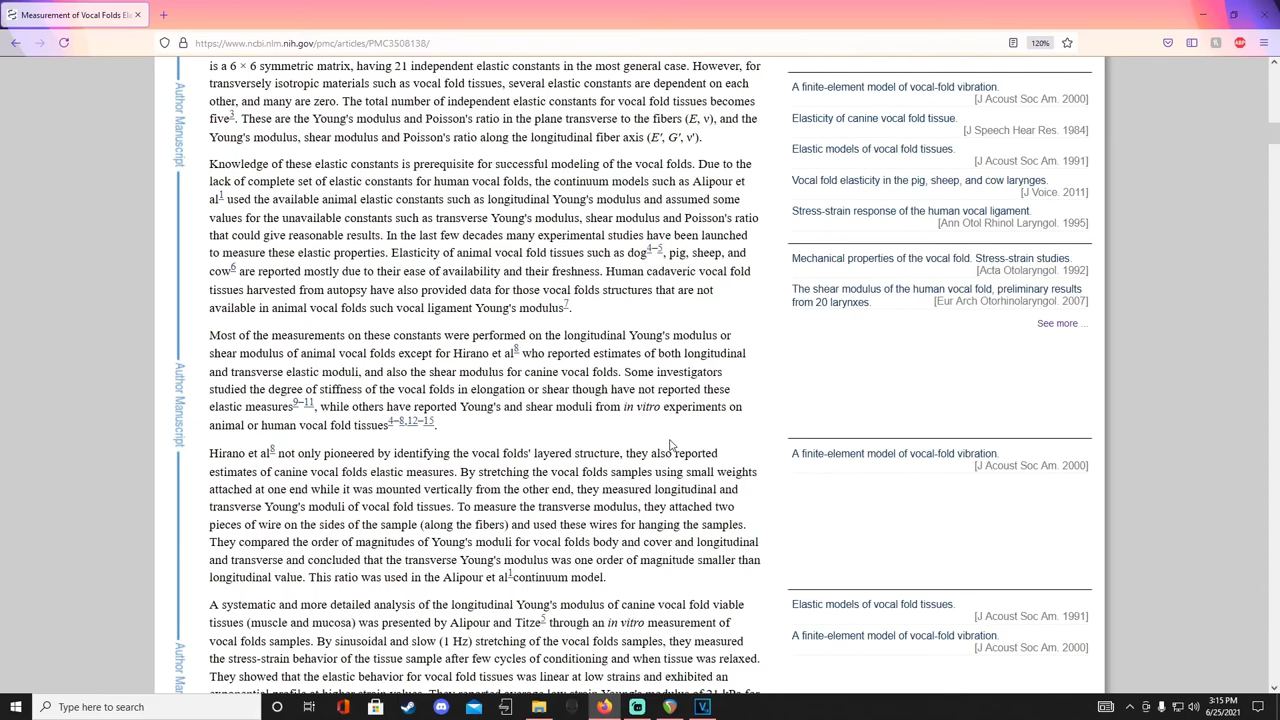 Measurement of Vocal Folds El
https://www.ncbi.nlm.nih.gov/pmc/articles/PMC3508138/
120%
Author Manuscript
Author Manuscript
is a 6 × 6 symmetric matrix, having 21 independent elastic constants in the most general case. However, for
transversely isotropic materials such as vocal fold tissues, several elastic constants are dependent on each
other, and many are zero. The total number of independent elastic constants for vocal fold tissues becomes
five3. These are the Young's modulus and Poisson's ratio in the plane transverse to the fibers (E, ν), and the
Young's modulus, shear modulus and Poisson's ratio along the longitudinal fiber axis (E′, G′, ν′).
Knowledge of these elastic constants is prerequisite for successful modeling of the vocal folds. Due to the
lack of complete set of elastic constants for human vocal folds, the continuum models such as Alipour et
al1 used the available animal elastic constants such as longitudinal Young's modulus and assumed some
values for the unavailable constants such as transverse Young's modulus, shear modulus and Poisson's ratio
that could give reasonable results. In the last few decades many experimental studies have been launched
to measure these elastic properties. Elasticity of animal vocal fold tissues such as dog4–5, pig, sheep, and
cow6 are reported mostly due to their ease of availability and their freshness. Human cadaveric vocal fold
tissues harvested from autopsy have also provided data for those vocal folds structures that are not
available in animal vocal folds such vocal ligament Young's modulus7.
Most of the measurements on these constants were performed on the longitudinal Young's modulus or
shear modulus of animal vocal folds except for Hirano et al8 who reported estimates of both longitudinal
and transverse elastic moduli, and also the shear modulus for canine vocal folds. Some investigators
studied the degree of stiffness of the vocal folds in elongation or shear though have not reported these
elastic measures9–11, while others have reported Young's and shear moduli from in vitro experiments on
animal or human vocal fold tissues4–8,12–15.
Hirano et al8 not only pioneered by identifying the vocal folds' layered structure, they also reported
estimates of canine vocal folds elastic measures. By stretching the vocal folds samples using small weights
attached at one end while it was mounted vertically from the other end, they measured longitudinal and
transverse Young's moduli of vocal fold tissues. To measure the transverse modulus, they attached two
pieces of wire on the sides of the sample (along the fibers) and used these wires for hanging the samples.
They compared the order of magnitudes of Young's moduli for vocal folds body and cover and longitudinal
and transverse and concluded that the transverse Young's modulus was one order of magnitude smaller than
longitudinal value. This ratio was used in the Alipour et al1continuum model.
A systematic and more detailed analysis of the longitudinal Young's modulus of canine vocal fold viable
tissues (muscle and mucosa) was presented by Alipour and Titze5 through an in vitro measurement of
vocal folds samples. By sinusoidal and slow (1 Hz) stretching of the vocal folds samples, they measured
the stress-strain behavior of the tissue sample after few cycles of conditioning and when tissue was relaxed.
They showed that the elastic behavior for vocal fold tissues was linear at low strains and exhibited an
exponential profile at higher strain values. They reported average low strain Young's modulus of 21 kPa for
Author Man
A finite-element model of vocal-fold vibration.
[J Acoust Soc Am. 2000]
Elasticity of canine vocal fold tissue.
[J Speech Hear Res. 1984]
Elastic models of vocal fold tissues.
[J Acoust Soc Am. 1991]
Vocal fold elasticity in the pig, sheep, and cow larynges.
[J Voice. 2011]
Stress-strain response of the human vocal ligament.
[Ann Otol Rhinol Laryngol. 1995]
Mechanical properties of the vocal fold. Stress-strain studies.
[Acta Otolaryngol. 1992]
The shear modulus of the human vocal fold, preliminary results
from 20 larynxes. [Eur Arch Otorhinolaryngol. 2007]
See more ...
A finite-element model of vocal-fold vibration.
[J Acoust Soc Am. 2000]
Elastic models of vocal fold tissues.
[J Acoust Soc Am. 1991]
A finite-element model of vocal-fold vibration.
[J Acoust Soc Am. 2000]
Type here to search
3:15 PM
6/25/2021